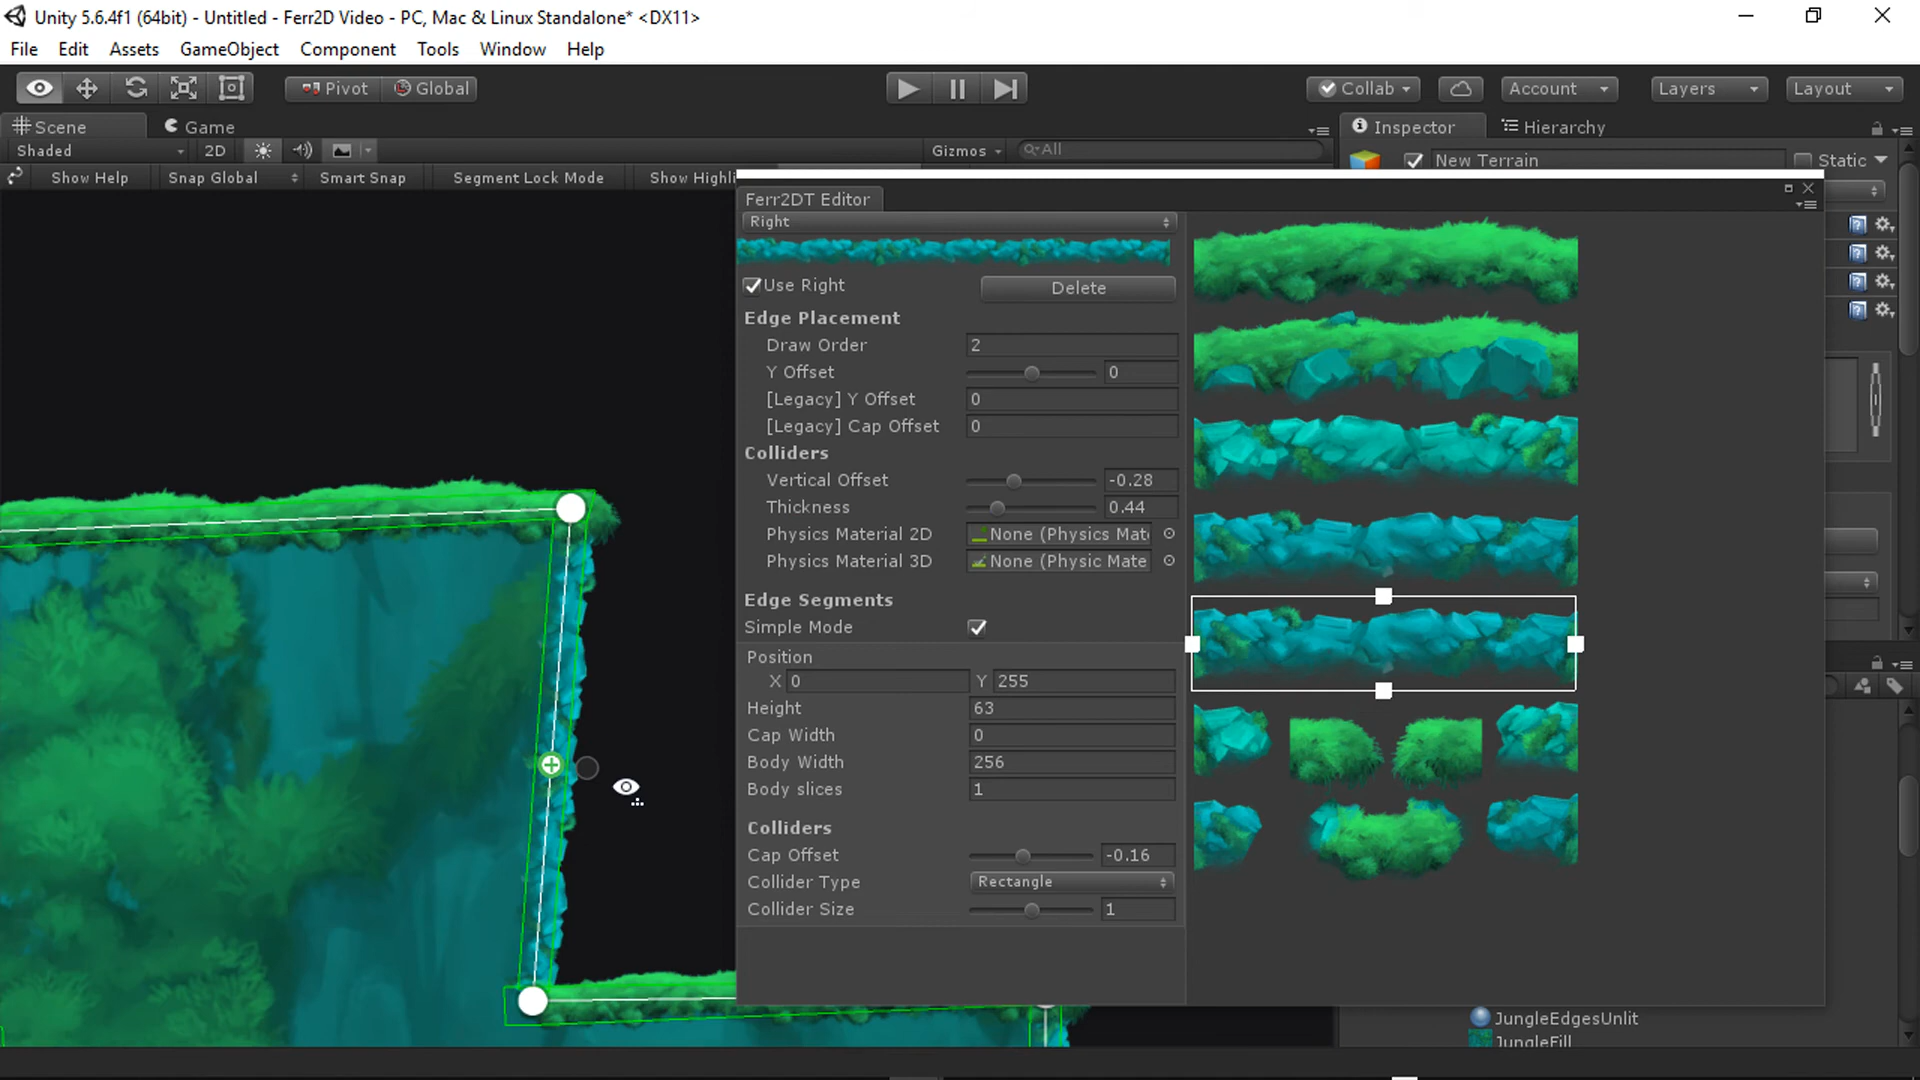 Unity 5.6.4f1 (64bit) - Untitled - Ferr2D Video - PC, Mac & Linux Standalone* <DX11>
File Edit Assets GameObject Component Tools Window Help
Pivot Global Collab Account Layers Layout
Scene Game Inspector Hierarchy
Shaded 2D Gizmos All New Terrain Static
Show Help Snap Global Smart Snap Segment Lock Mode Show Highli
Ferr2DT Editor
Right
Use Right Delete
Edge Placement
Draw Order 2
Y Offset 0
[Legacy] Y Offset 0
[Legacy] Cap Offset 0
Colliders
Vertical Offset -0.28
Thickness 0.44
Physics Material 2D None (Physics Mate
Physics Material 3D None (Physic Mate
Edge Segments
Simple Mode
Position
X 0 Y 255
Height 63
Cap Width 0
Body Width 256
Body slices 1
Colliders
Cap Offset -0.16
Collider Type Rectangle
Collider Size 1
JungleEdgesUnlit
JungleFill